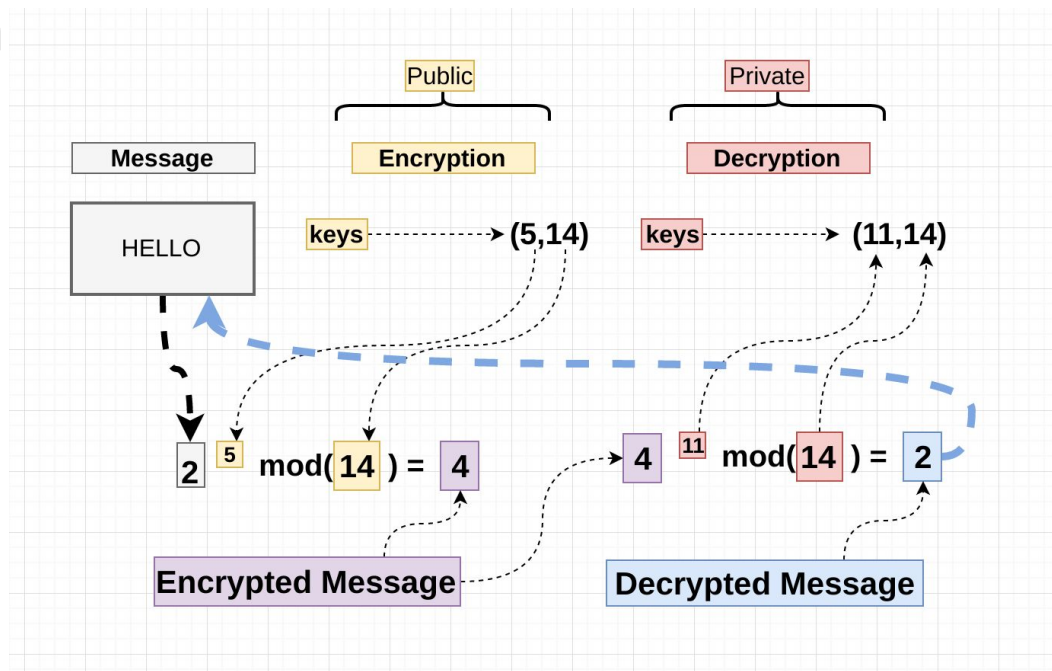 Public
Private
Message
Encryption
Decryption
HELLO
keys
(5,14)
keys
(11,14)
2 5 mod( 14 ) = 4
4 11 mod( 14 ) = 2
Encrypted Message
Decrypted Message